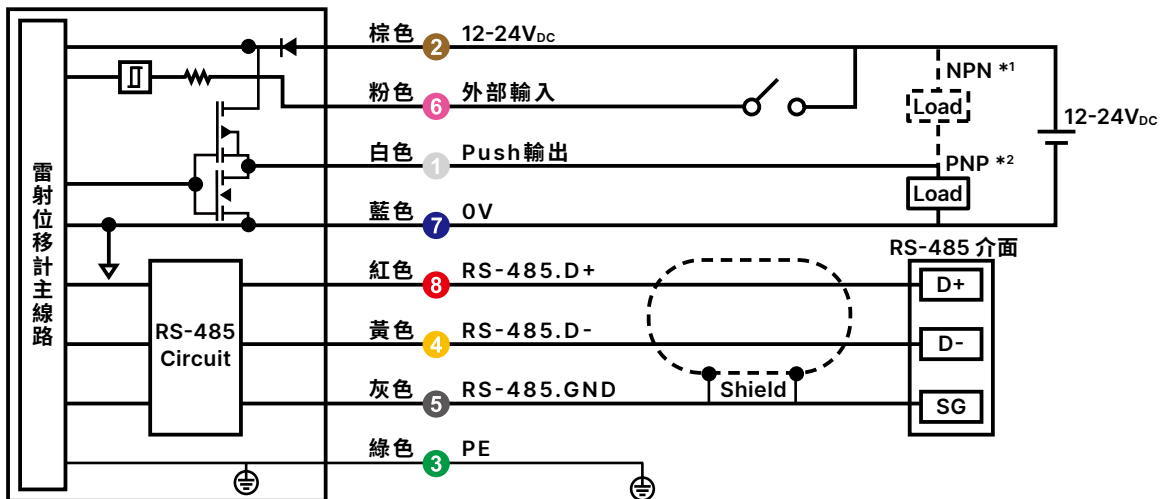 雷射位移計主線路
棕色 2 12-24VDC
粉色 6 外部輸入
白色 1 Push輸出
藍色 7 0V
紅色 8 RS-485.D+
黃色 4 RS-485.D-
灰色 5 RS-485.GND
綠色 3 PE
RS-485
Circuit
Shield
NPN *1
Load
PNP *2
Load
12-24VDC
RS-485 介面
D+
D-
SG